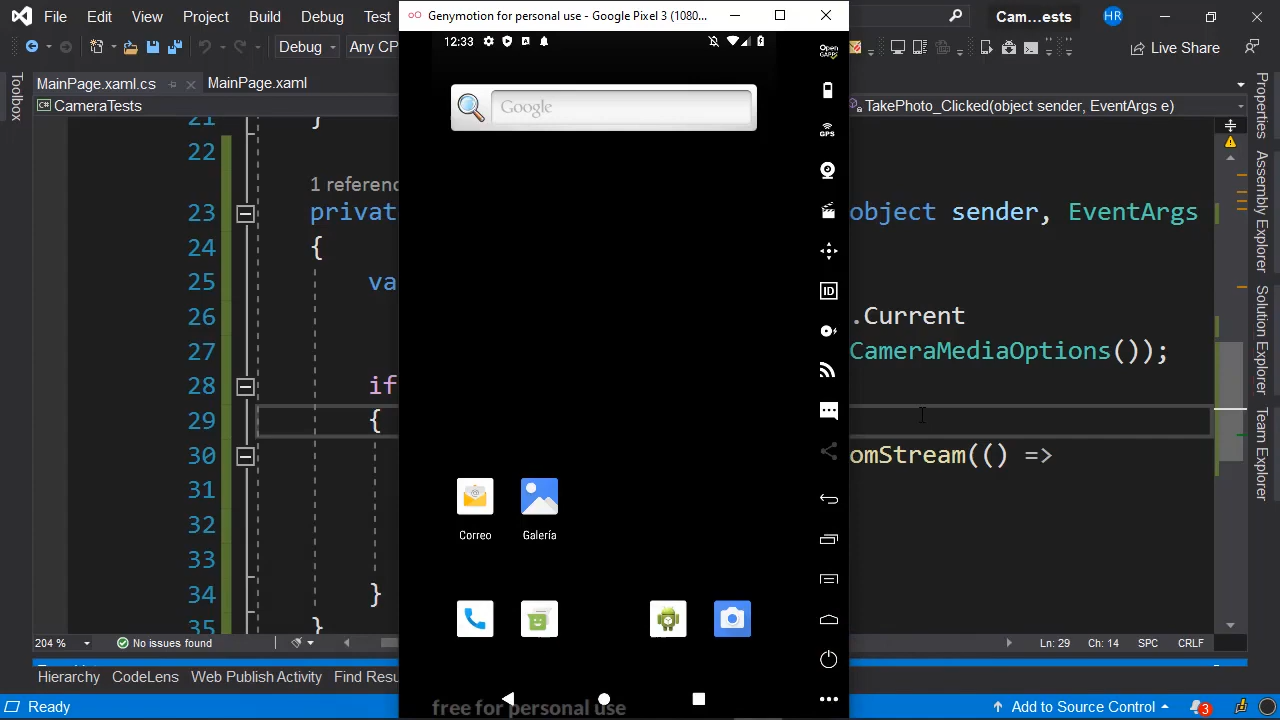 File Edit View Project Build Debug Test
Genymotion for personal use - Google Pixel 3 (1080...
Cam...ests
HR
Debug
Any CP
Live Share
MainPage.xaml.cs
MainPage.xaml
CameraTests
TakePhoto_Clicked(object sender, EventArgs e)
Toolbox
Properties
Assembly Explorer
Solution Explorer
Team Explorer
12:33
Open
GAPPS
Google
GPS
ID
21 }
22
1 referenc
23 privat object sender, EventArgs
24 {
25 va
26 .Current
27 CameraMediaOptions());
28 if
29 {
30 omStream(() =>
31
32
33
34 }
35 }
Correo
Galería
204 %
No issues found
Ln: 29 Ch: 14 SPC CRLF
Hierarchy CodeLens Web Publish Activity Find Resu
free for personal use
Ready
Add to Source Control
3